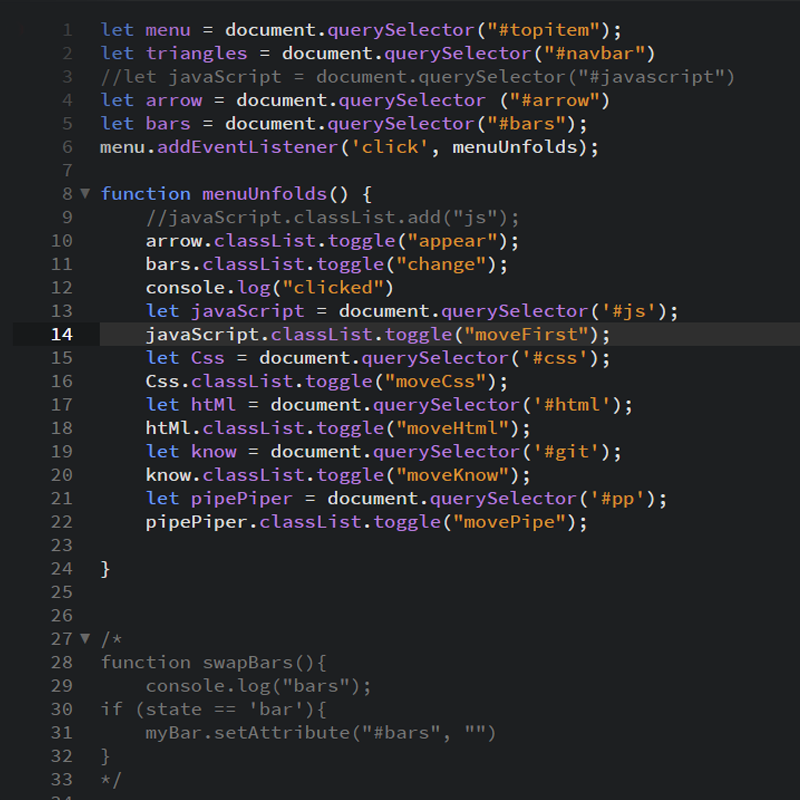 1 let menu = document.querySelector("#topitem");
2 let triangles = document.querySelector("#navbar")
3 //let javaScript = document.querySelector("#javascript")
4 let arrow = document.querySelector ("#arrow")
5 let bars = document.querySelector("#bars");
6 menu.addEventListener('click', menuUnfolds);
7
8 function menuUnfolds() {
9     //javaScript.classList.add("js");
10     arrow.classList.toggle("appear");
11     bars.classList.toggle("change");
12     console.log("clicked")
13     let javaScript = document.querySelector('#js');
14     javaScript.classList.toggle("moveFirst");
15     let Css = document.querySelector('#css');
16     Css.classList.toggle("moveCss");
17     let htMl = document.querySelector('#html');
18     htMl.classList.toggle("moveHtml");
19     let know = document.querySelector('#git');
20     know.classList.toggle("moveKnow");
21     let pipePiper = document.querySelector('#pp');
22     pipePiper.classList.toggle("movePipe");
23
24 }
25
26
27 /*
28 function swapBars(){
29     console.log("bars");
30 if (state == 'bar'){
31     myBar.setAttribute("#bars", "")
32 }
33 */